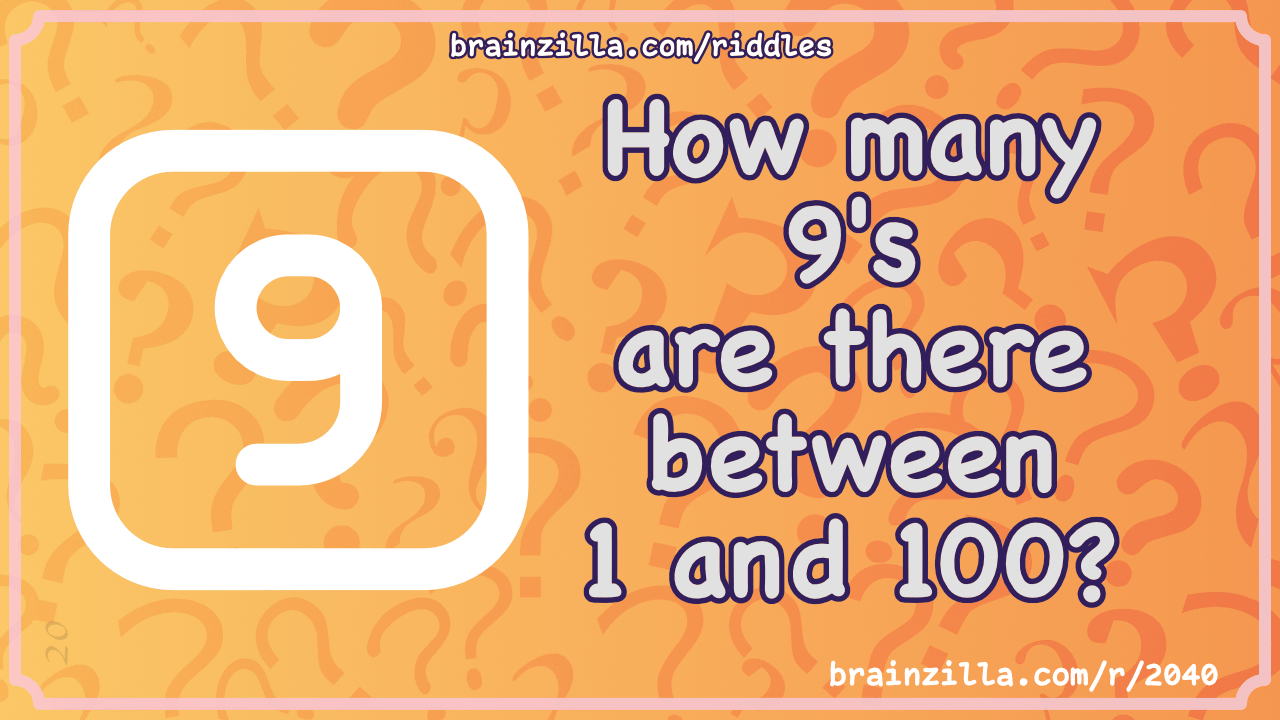 brainzilla.com/riddles
How many
9's
are there
between
1 and 100?
9
20
brainzilla.com/r/2040